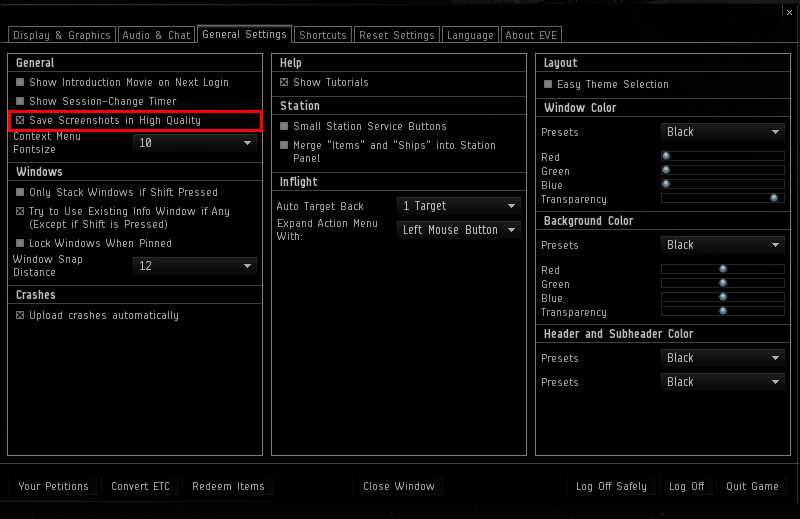 Display & Graphics
Audio & Chat
General Settings
Shortcuts
Reset Settings
Language
About EVE
General
Show Introduction Movie on Next Login
Show Session-Change Timer
Save Screenshots in High Quality
Context Menu
Fontsize
10
Windows
Only Stack Windows if Shift Pressed
Try to Use Existing Info Window if Any
(Except if Shift is Pressed)
Lock Windows When Pinned
Window Snap
Distance
12
Crashes
Upload crashes automatically
Help
Show Tutorials
Station
Small Station Service Buttons
Merge "Items" and "Ships" into Station
Panel
Inflight
Auto Target Back
1 Target
Expand Action Menu
With:
Left Mouse Button
Layout
Easy Theme Selection
Window Color
Presets
Black
Red
Green
Blue
Transparency
Background Color
Presets
Black
Red
Green
Blue
Transparency
Header and Subheader Color
Presets
Black
Presets
Black
Your Petitions
Convert ETC
Redeem Items
Close Window
Log Off Safely
Log Off
Quit Game